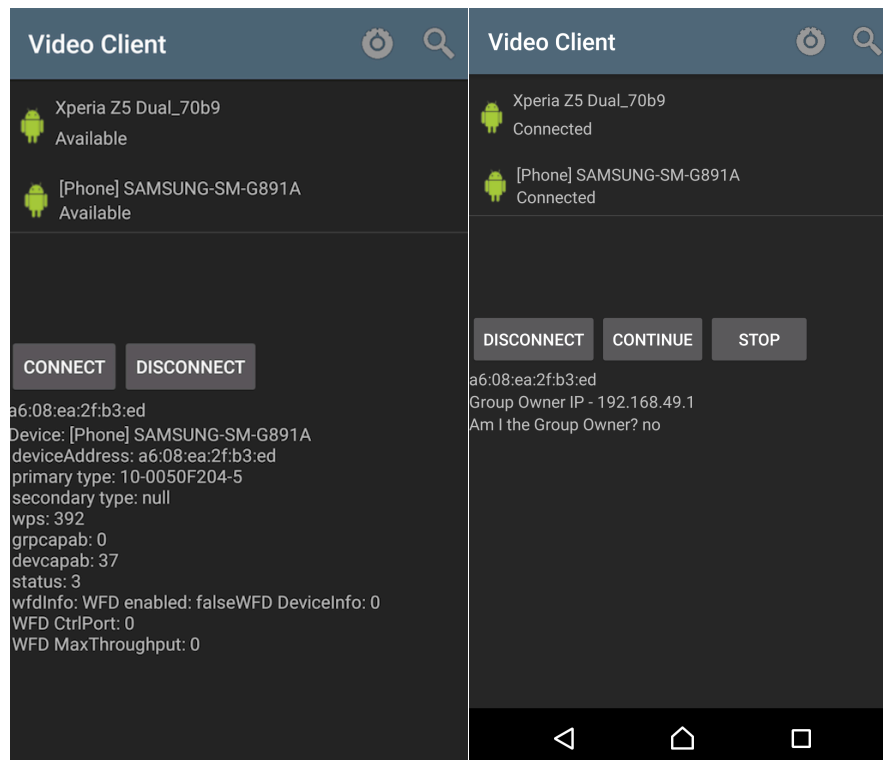 Video Client
Xperia Z5 Dual_70b9
Available
[Phone] SAMSUNG-SM-G891A
Available
CONNECT
DISCONNECT
a6:08:ea:2f:b3:ed
Device: [Phone] SAMSUNG-SM-G891A
deviceAddress: a6:08:ea:2f:b3:ed
primary type: 10-0050F204-5
secondary type: null
wps: 392
grpcapab: 0
devcapab: 37
status: 3
wfdInfo: WFD enabled: falseWFD DeviceInfo: 0
WFD CtrlPort: 0
WFD MaxThroughput: 0
Video Client
Xperia Z5 Dual_70b9
Connected
[Phone] SAMSUNG-SM-G891A
Connected
DISCONNECT
CONTINUE
STOP
a6:08:ea:2f:b3:ed
Group Owner IP - 192.168.49.1
Am I the Group Owner? no